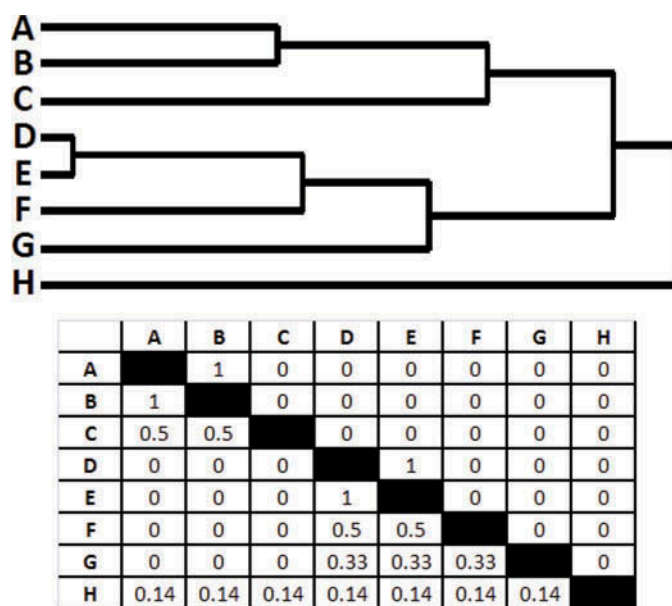 A
B
C
D
E
F
G
H
A B C D E F G H
A 1 0 0 0 0 0 0
B 1 0 0 0 0 0 0
C 0.5 0.5 0 0 0 0 0
D 0 0 0 1 0 0 0
E 0 0 0 1 0 0 0
F 0 0 0 0.5 0.5 0 0
G 0 0 0 0.33 0.33 0.33 0
H 0.14 0.14 0.14 0.14 0.14 0.14 0.14